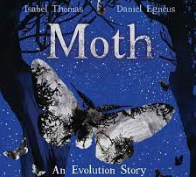 Isabel Thomas Daniel Egnéus
Moth
An Evolution Story